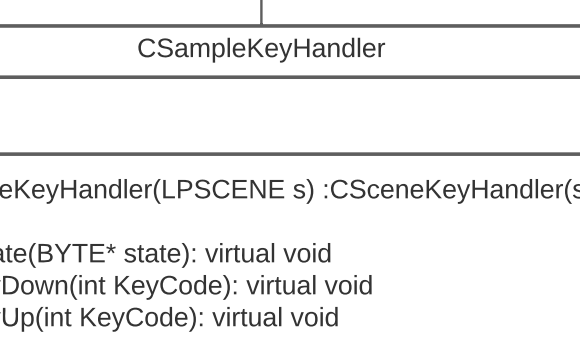 CSampleKeyHandler
eKeyHandler(LPSCENE s) :CSceneKeyHandler(s
ate(BYTE* state): virtual void
Down(int KeyCode): virtual void
Up(int KeyCode): virtual void